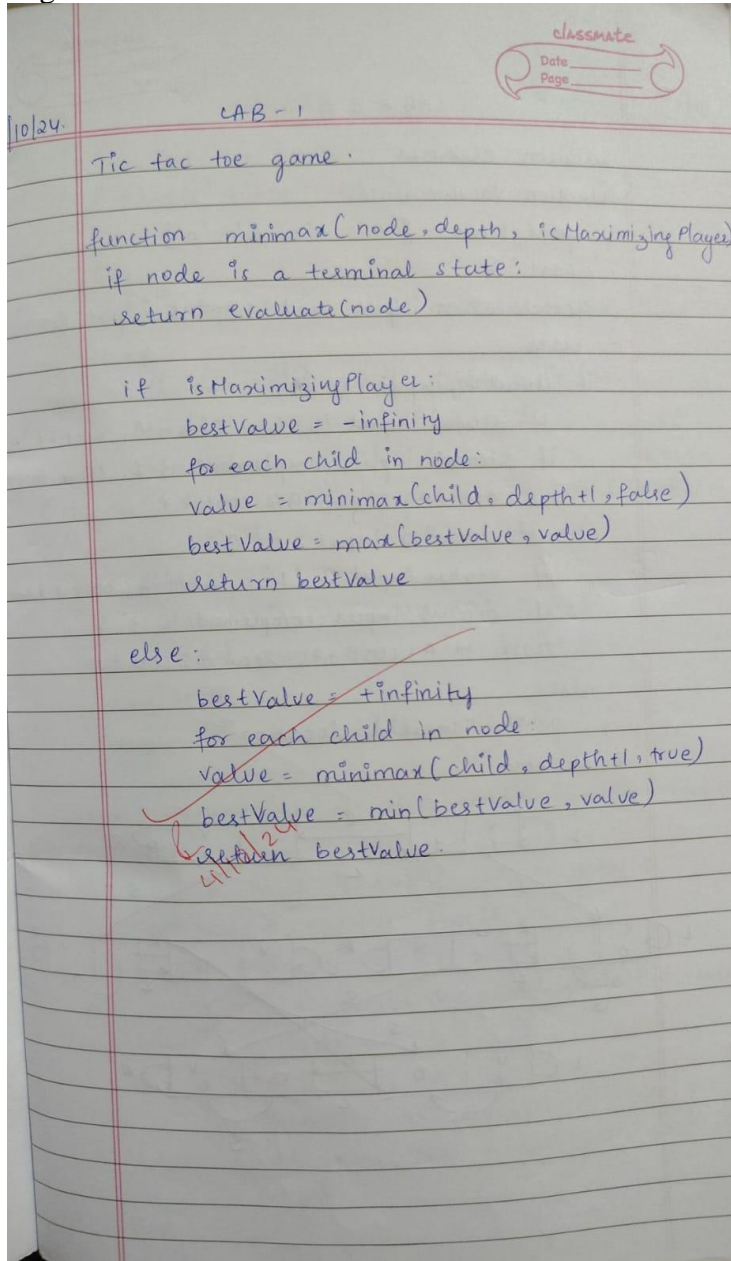 classmate
Date
Page
/10/24.
LAB - 1
Tic tac toe game.
function minimax(node, depth, isMaximizingPlayer)
if node is a terminal state:
return evaluate(node)
if isMaximizingPlayer:
bestValue = -infinity
for each child in node:
value = minimax(child, depth+1, false)
bestValue = max(bestValue, value)
return bestValue
else:
bestValue = +infinity
for each child in node:
value = minimax(child, depth+1, true)
bestValue = min(bestValue, value)
return bestValue.